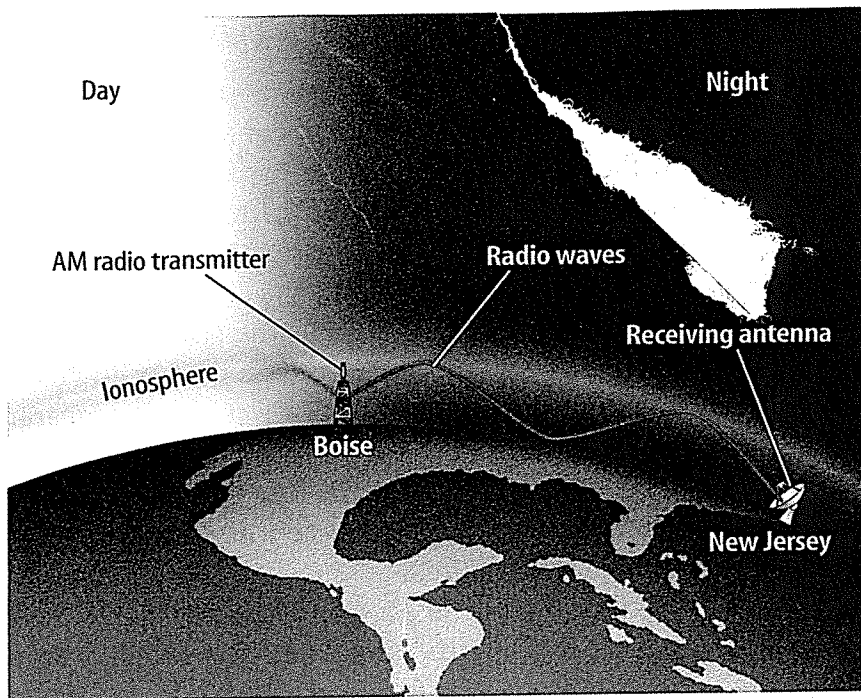 Day
Night
AM radio transmitter
Radio waves
Receiving antenna
Ionosphere
Boise
New Jersey